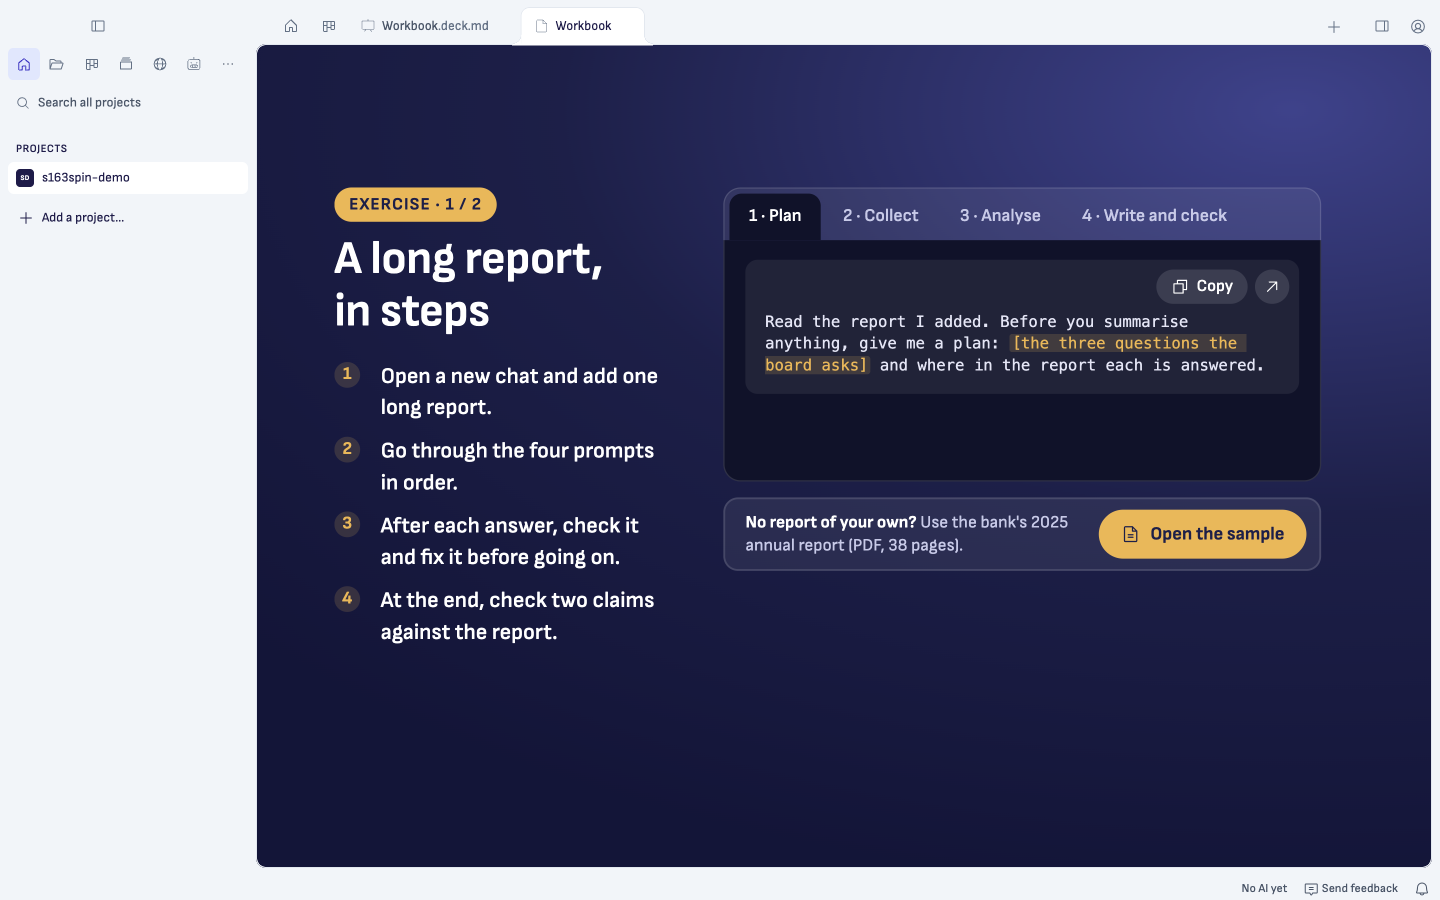 Workbook.deck.md
Workbook
Search all projects
PROJECTS
SD
s163spin-demo
Add a project...
EXERCISE · 1 / 2
A long report,
in steps
1
Open a new chat and add one
long report.
2
Go through the four prompts
in order.
3
After each answer, check it
and fix it before going on.
4
At the end, check two claims
against the report.
1 · Plan
2 · Collect
3 · Analyse
4 · Write and check
Copy
Read the report I added. Before you summarise
anything, give me a plan: [the three questions the
board asks] and where in the report each is answered.
No report of your own? Use the bank's 2025
annual report (PDF, 38 pages).
Open the sample
No AI yet
Send feedback